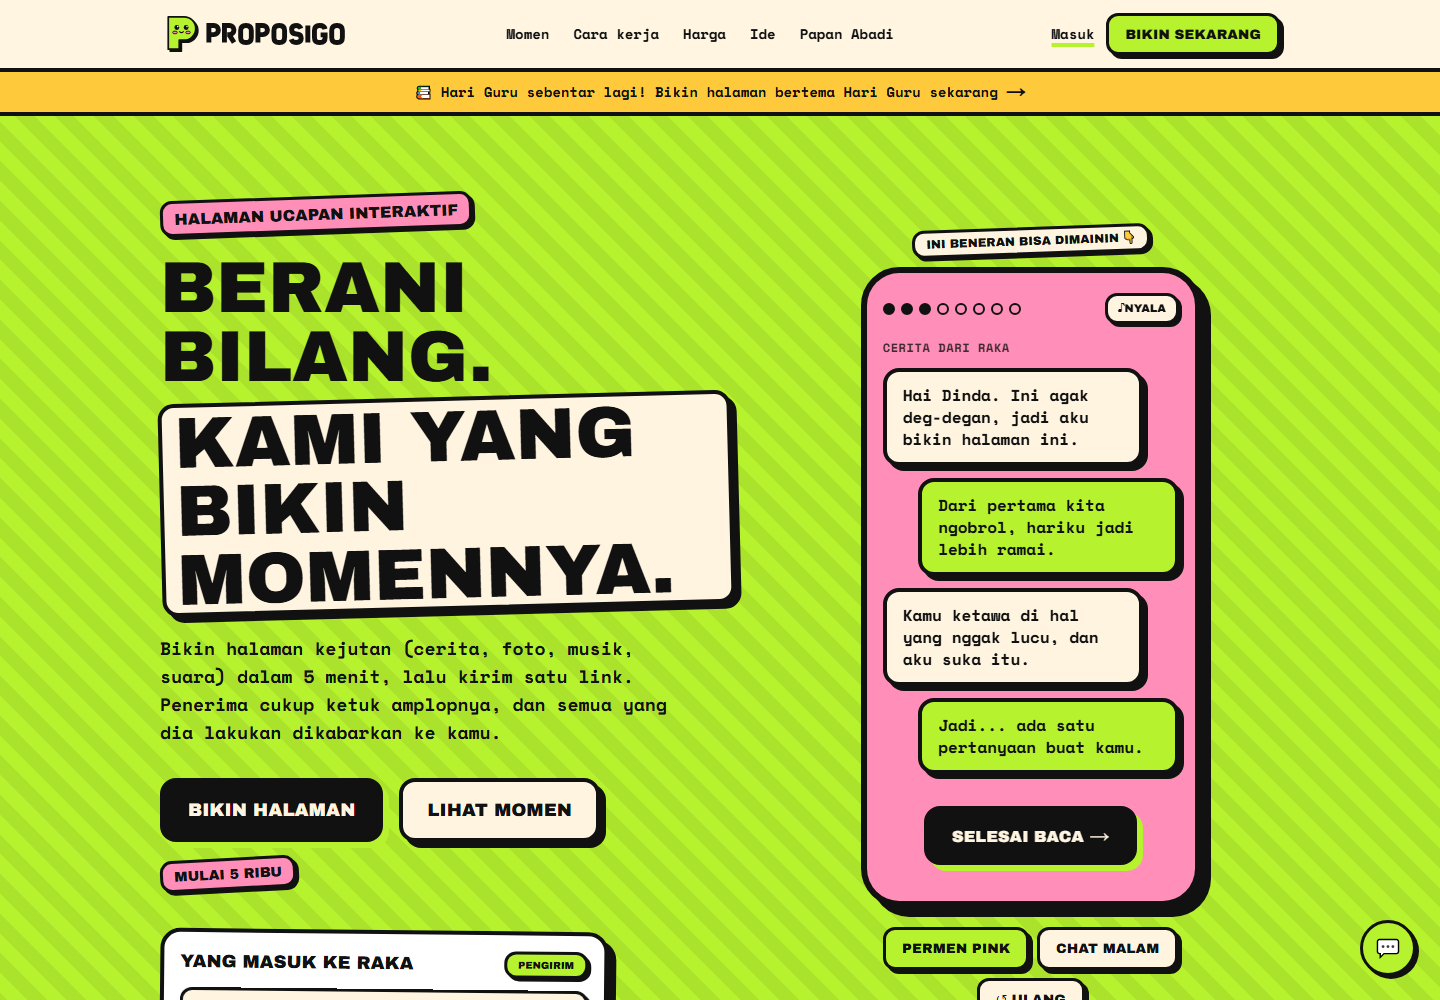 PROPOSIGO
Momen Cara kerja Harga Ide Papan Abadi
Masuk
BIKIN SEKARANG
📚 Hari Guru sebentar lagi! Bikin halaman bertema Hari Guru sekarang →
HALAMAN UCAPAN INTERAKTIF
BERANI
BILANG.
KAMI YANG
BIKIN
MOMENNYA.
Bikin halaman kejutan (cerita, foto, musik,
suara) dalam 5 menit, lalu kirim satu link.
Penerima cukup ketuk amplopnya, dan semua yang
dia lakukan dikabarkan ke kamu.
BIKIN HALAMAN
LIHAT MOMEN
MULAI 5 RIBU
YANG MASUK KE RAKA
PENGIRIM
INI BENERAN BISA DIMAININ 👇
♪NYALA
CERITA DARI RAKA
Hai Dinda. Ini agak
deg-degan, jadi aku
bikin halaman ini.
Dari pertama kita
ngobrol, hariku jadi
lebih ramai.
Kamu ketawa di hal
yang nggak lucu, dan
aku suka itu.
Jadi... ada satu
pertanyaan buat kamu.
SELESAI BACA →
PERMEN PINK
CHAT MALAM
↺ ULANG